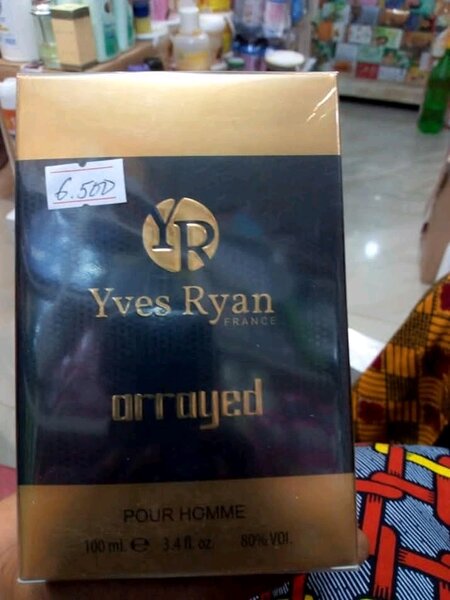 6.500
YR
Yves Ryan
FRANCE
arrayed
POUR HOMME
100 ml. ℮ 3.4 fl. oz. 80% VOL.